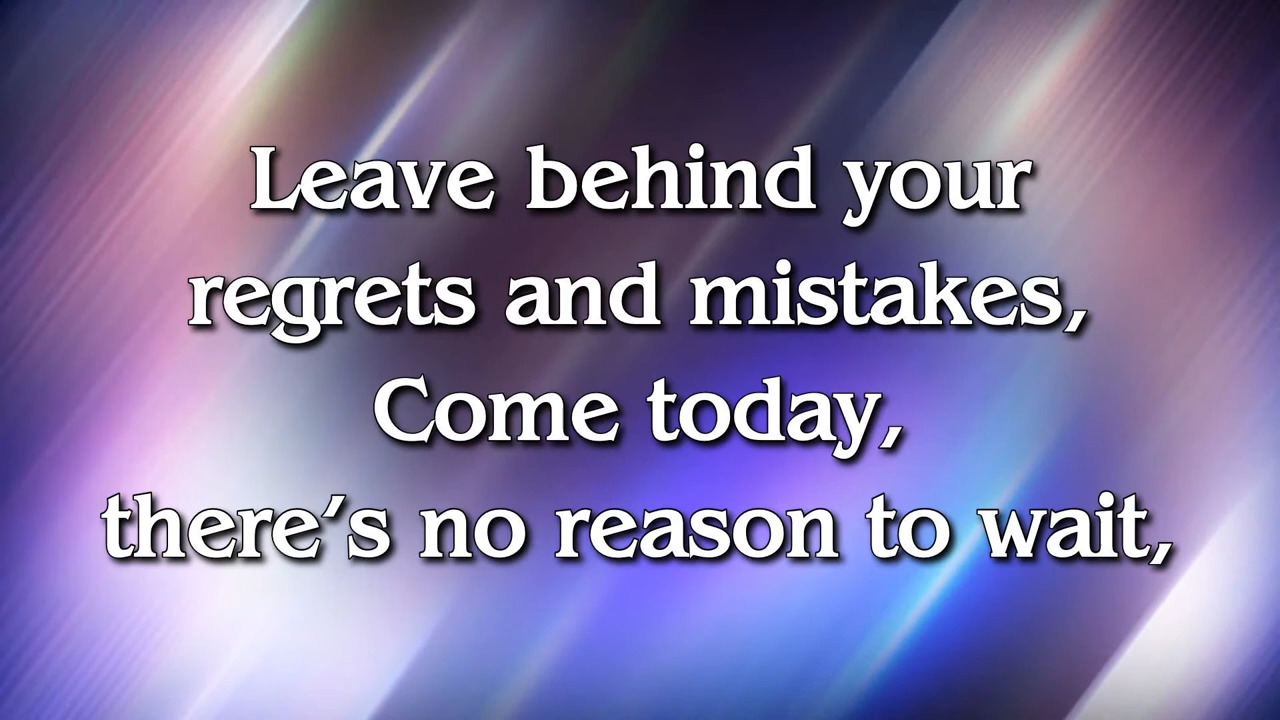 Leave behind your
regrets and mistakes,
Come today,
there’s no reason to wait,